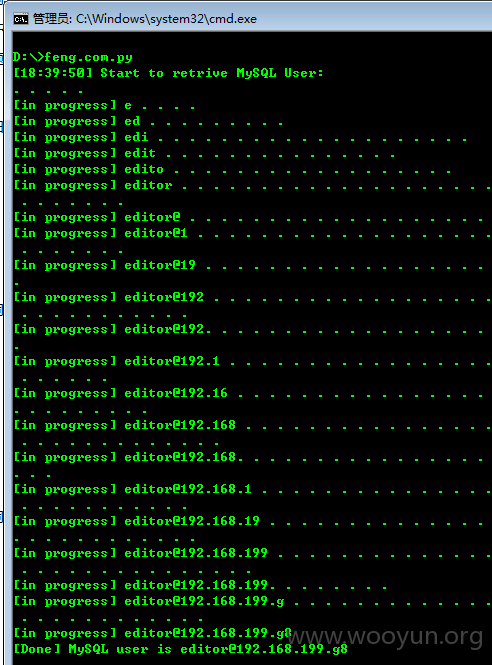 管理员: C:\Windows\system32\cmd.exe
D:\>feng.com.py
[18:39:50] Start to retrive MySQL User:
. . . . .
[in progress] e . . . .
[in progress] ed . . . . . . . . .
[in progress] edi . . . . . . . . . . . . . . . . . . . . .
[in progress] edit . . . . . . . . . . . . . . . . .
[in progress] edito . . . . . . . . . . . . . . . . . . .
[in progress] editor . . . . . . . . . . . . . . . . . . . . .
. . . . . . .
[in progress] editor@ . . . . . . . . . . . . . . . . . . . .
[in progress] editor@1 . . . . . . . . . . . . . . . . . . .
. . . . . . .
[in progress] editor@19 . . . . . . . . . . . . . . . . . . .
.
[in progress] editor@192 . . . . . . . . . . . . . . . . . .
. . . . . . . . . . .
[in progress] editor@192. . . . . . . . . . . . . . . . . . .
.
[in progress] editor@192.1 . . . . . . . . . . . . . . . . .
. . . . . .
[in progress] editor@192.16 . . . . . . . . . . . . . . . . .
. . . . . . . . .
[in progress] editor@192.168 . . . . . . . . . . . . . . . .
. . . . . . . . . . . . .
[in progress] editor@192.168. . . . . . . . . . . . . . . . .
. . .
[in progress] editor@192.168.1 . . . . . . . . . . . . . . .
. . . . . . . . . . .
[in progress] editor@192.168.19 . . . . . . . . . . . . . . .
. . . . . . . . . . . .
[in progress] editor@192.168.199 . . . . . . . . . . . . . .
. . . . . . . . . . . . . . .
[in progress] editor@192.168.199. . . . . . . .
[in progress] editor@192.168.199.g . . . . . . . . . . . . .
. . . . . . . . . . . .
[in progress] editor@192.168.199.g8
[Done] MySQL user is editor@192.168.199.g8
www.wooyun.org